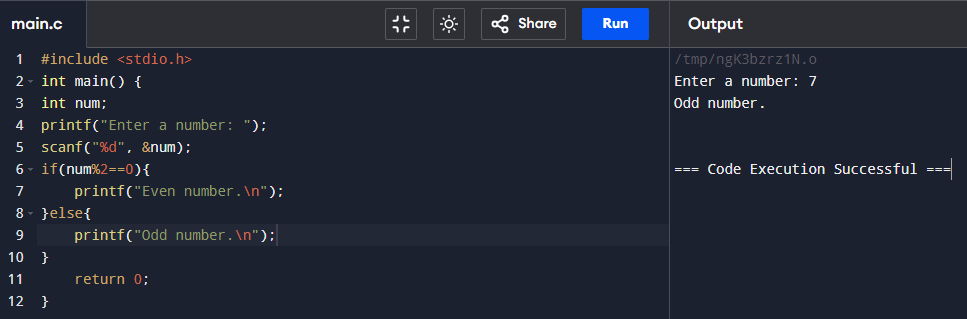 main.c
Share
Run
Output
1 #include <stdio.h>
2 int main() {
3 int num;
4 printf("Enter a number: ");
5 scanf("%d", &num);
6 if(num%2==0){
7     printf("Even number.\n");
8 }else{
9     printf("Odd number.\n");
10 }
11     return 0;
12 }
/tmp/ngK3bzrz1N.o
Enter a number: 7
Odd number.
=== Code Execution Successful ===